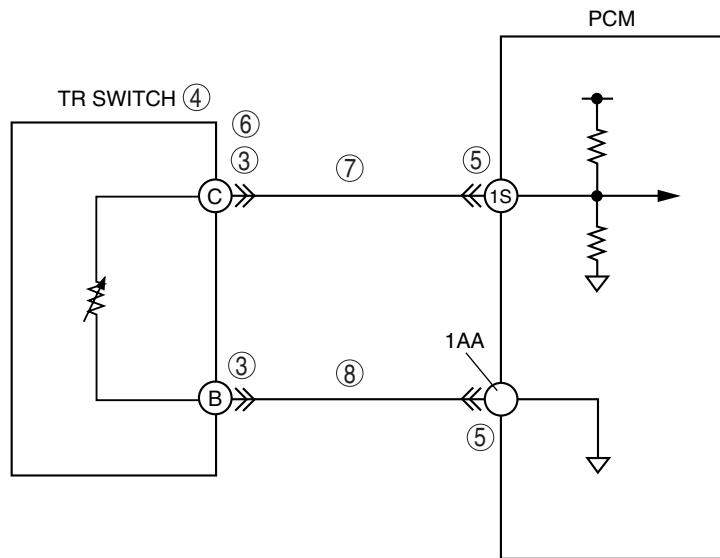 PCM
TR SWITCH ④
⑥
③ ⑦ ⑤
C 1S
1AA
③ ⑧
B
⑤